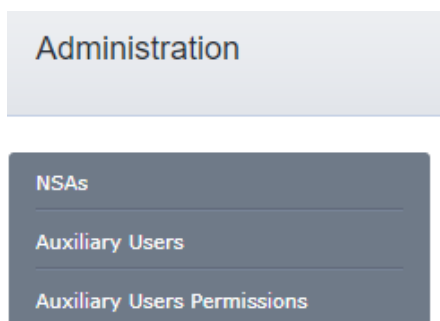 Administration
NSAs
Auxiliary Users
Auxiliary Users Permissions